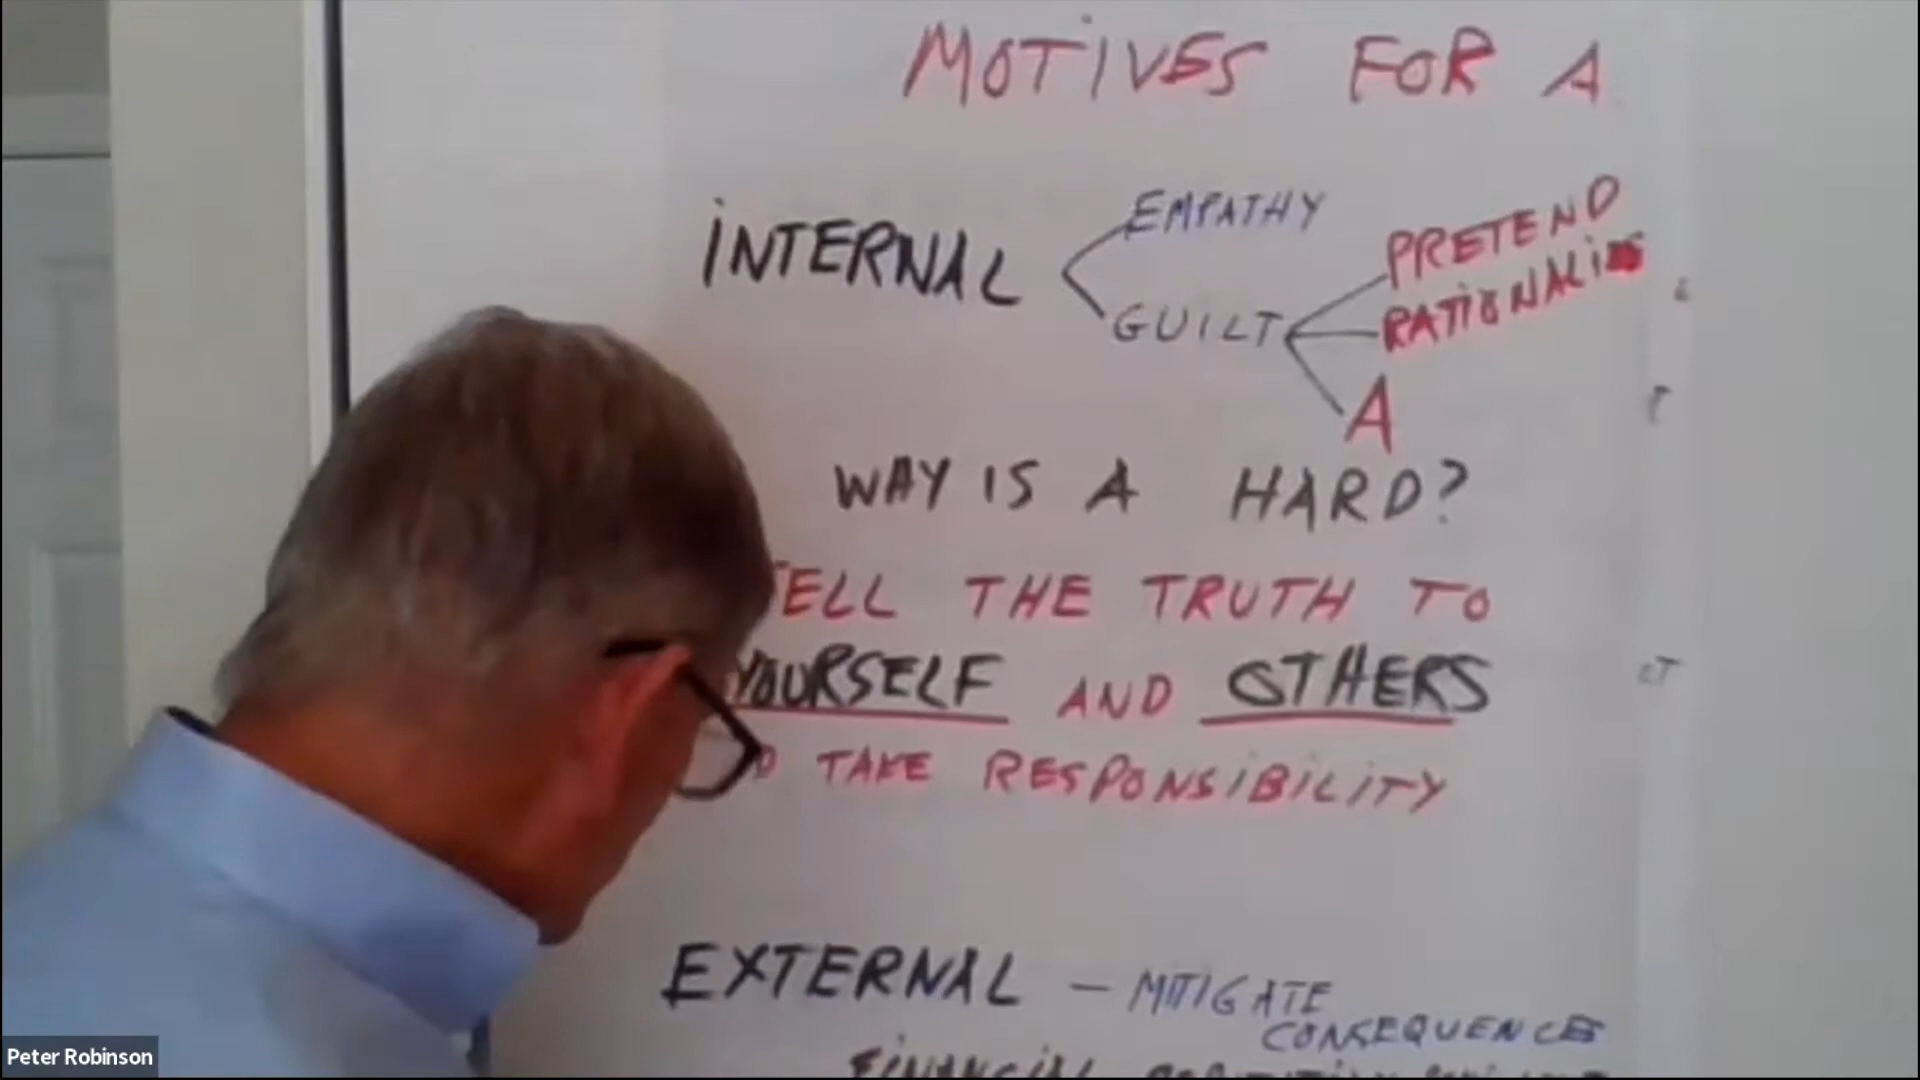 MOTIVES FOR A
INTERNAL
EMPATHY
GUILT
PRETEND
A
WHY IS A HARD?
TELL THE TRUTH TO
YOURSELF AND OTHERS
TAKE RESPONSIBILITY
EXTERNAL - MITIGATE
CONSEQUENCES
FINANCIAL
Peter Robinson